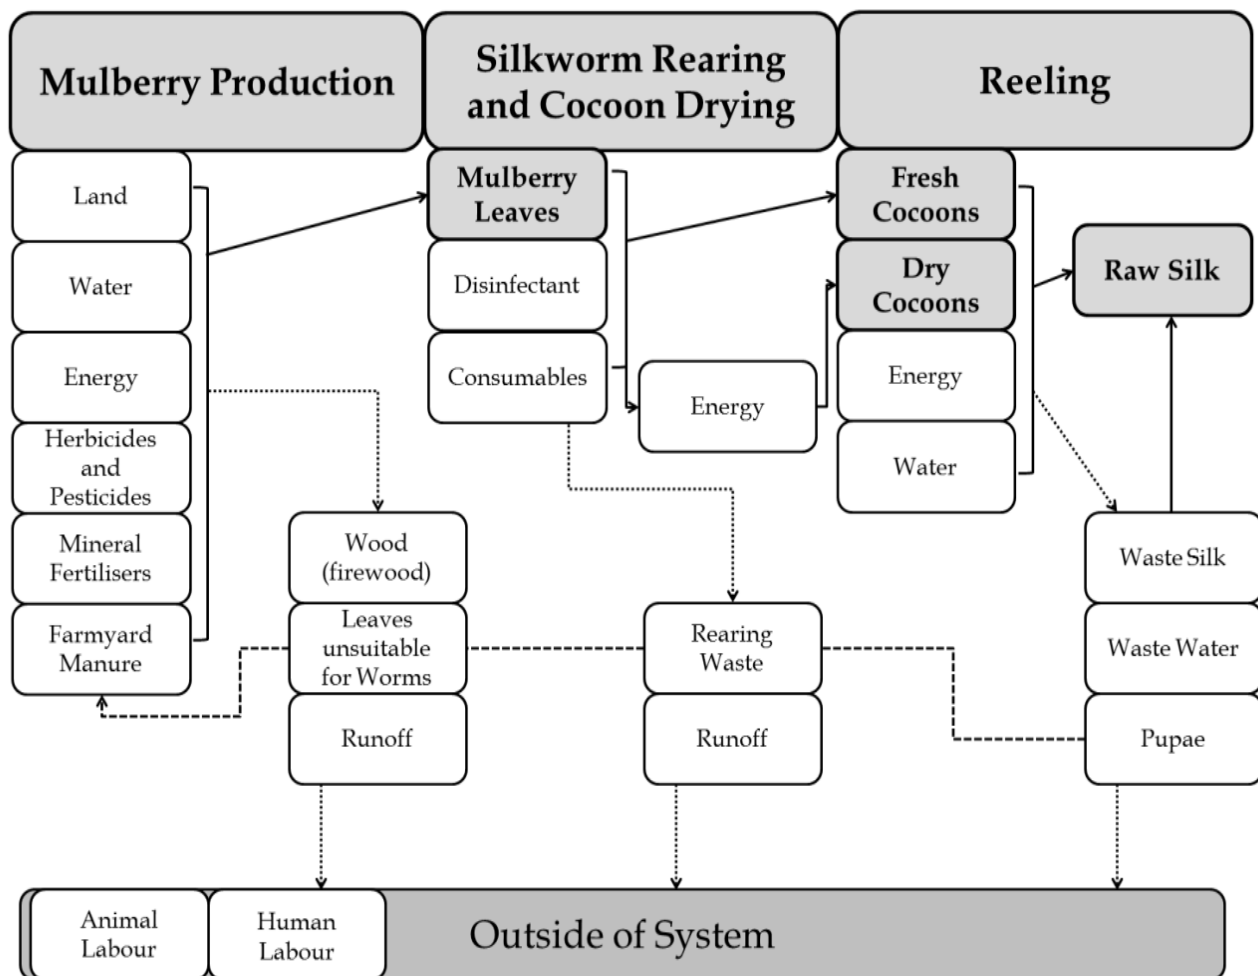 Mulberry Production
Silkworm Rearing
and Cocoon Drying
Reeling
Land
Water
Energy
Herbicides
and
Pesticides
Mineral
Fertilisers
Farmyard
Manure
Mulberry
Leaves
Disinfectant
Consumables
Energy
Fresh
Cocoons
Dry
Cocoons
Energy
Water
Raw Silk
Wood
(firewood)
Leaves
unsuitable
for Worms
Runoff
Rearing
Waste
Runoff
Waste Silk
Waste Water
Pupae
Animal
Labour
Human
Labour
Outside of System